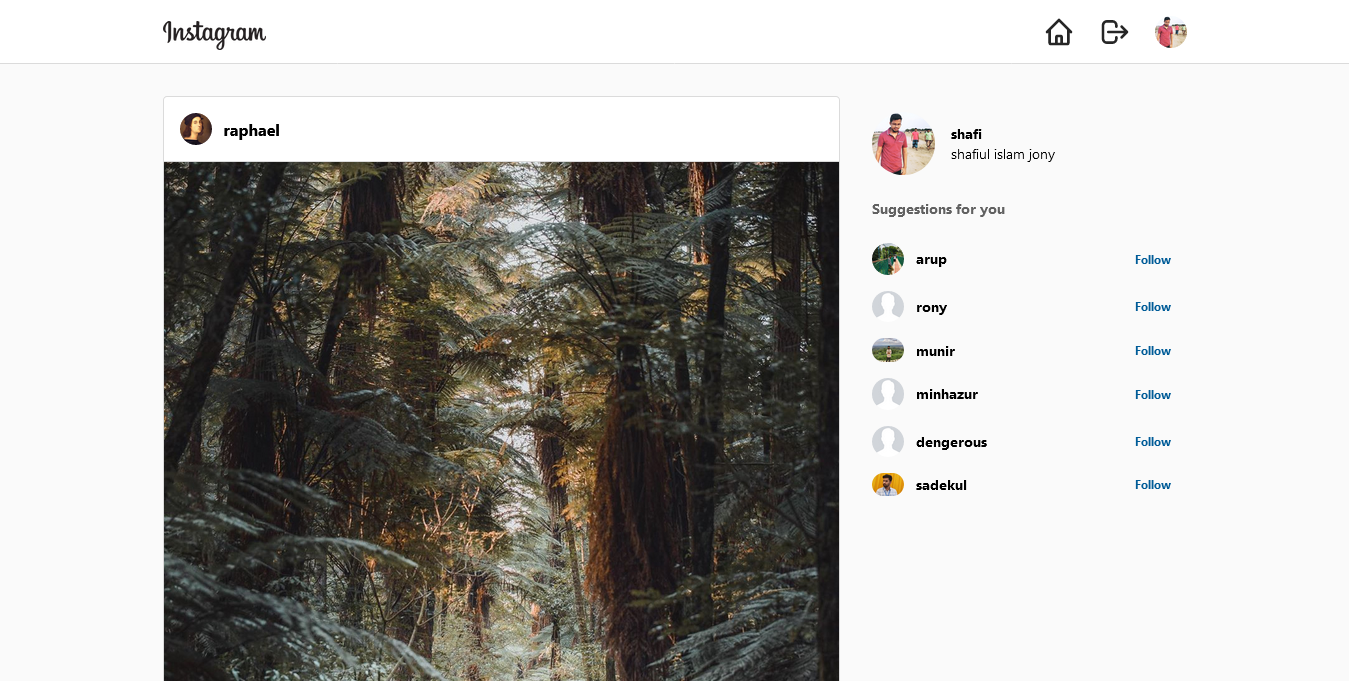 Instagram
raphael
shafi
shafiul islam jony
Suggestions for you
arup Follow
rony Follow
munir Follow
minhazur Follow
dengerous Follow
sadekul Follow